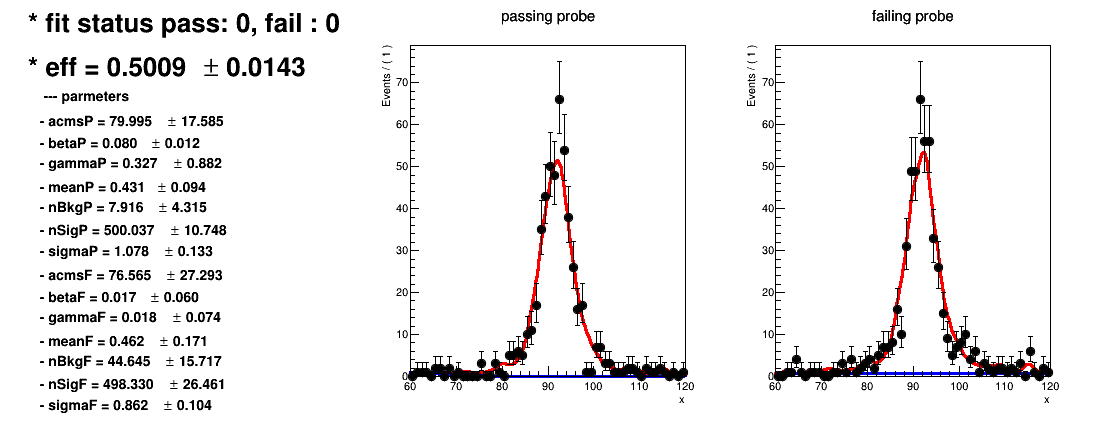 * fit status pass: 0, fail : 0
* eff = 0.5009 ± 0.0143
--- parmeters
- acmsP = 79.995 ± 17.585
- betaP = 0.080 ± 0.012
- gammaP = 0.327 ± 0.882
- meanP = 0.431 ± 0.094
- nBkgP = 7.916 ± 4.315
- nSigP = 500.037 ± 10.748
- sigmaP = 1.078 ± 0.133
- acmsF = 76.565 ± 27.293
- betaF = 0.017 ± 0.060
- gammaF = 0.018 ± 0.074
- meanF = 0.462 ± 0.171
- nBkgF = 44.645 ± 15.717
- nSigF = 498.330 ± 26.461
- sigmaF = 0.862 ± 0.104
passing probe
Events / ( 1 )
70
60
50
40
30
20
10
0
60 70 80 90 100 110 120
x
failing probe
Events / ( 1 )
70
60
50
40
30
20
10
0
60 70 80 90 100 110 120
x